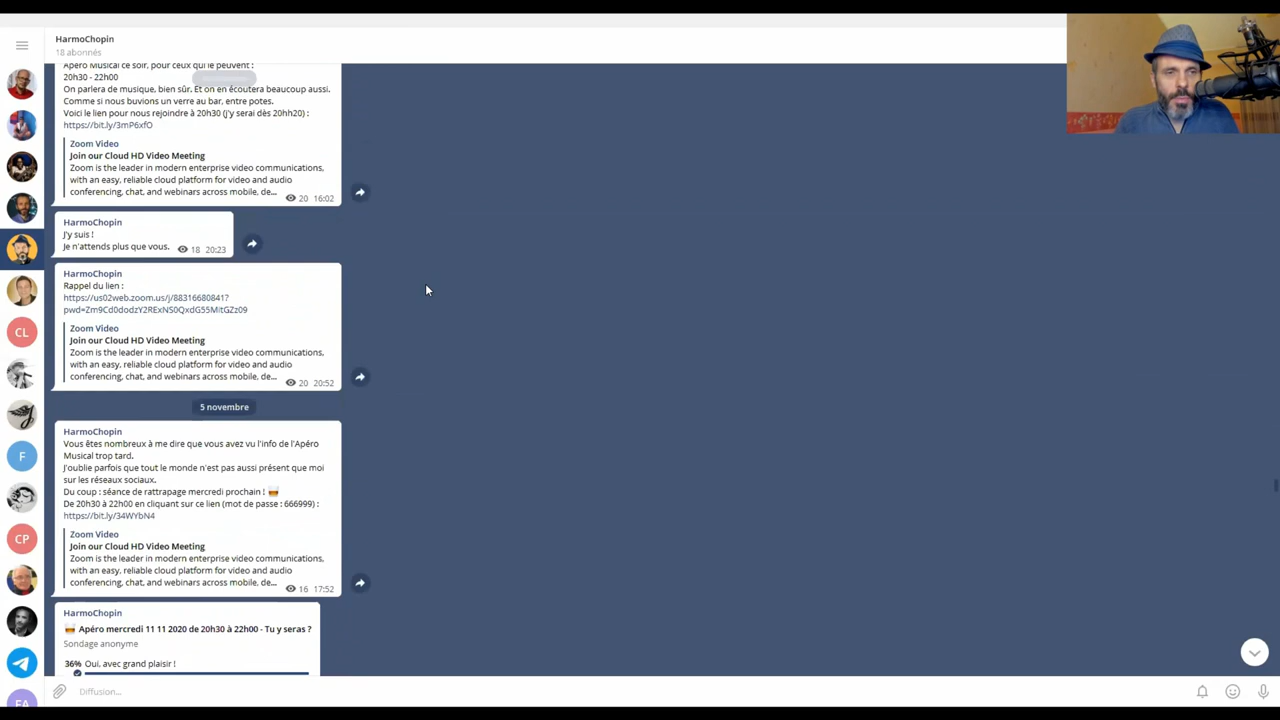 HarmoChopin
18 abonnés
Apéro Musical ce soir, pour ceux qui le peuvent :
20h30 - 22h00
On parlera de musique, bien sûr. Et on en écoutera beaucoup aussi.
Comme si nous buvions un verre au bar, entre potes.
Voici le lien pour nous rejoindre à 20h30 (j'y serai dès 20hh20) :
https://bit.ly/3mP6xfO
Zoom Video
Join our Cloud HD Video Meeting
Zoom is the leader in modern enterprise video communications,
with an easy, reliable cloud platform for video and audio
conferencing, chat, and webinars across mobile, de...
20 16:02
HarmoChopin
J'y suis !
Je n'attends plus que vous.
18 20:23
HarmoChopin
Rappel du lien :
https://us02web.zoom.us/j/88316680841?
pwd=Zm9Cd0dodzY2RExNS0QxdG55MitGZz09
Zoom Video
Join our Cloud HD Video Meeting
Zoom is the leader in modern enterprise video communications,
with an easy, reliable cloud platform for video and audio
conferencing, chat, and webinars across mobile, de...
20 20:52
5 novembre
HarmoChopin
Vous êtes nombreux à me dire que vous avez vu l'info de l'Apéro
Musical trop tard.
J'oublie parfois que tout le monde n'est pas aussi présent que moi
sur les réseaux sociaux.
Du coup : séance de rattrapage mercredi prochain ! 🥃
De 20h30 à 22h00 en cliquant sur ce lien (mot de passe : 666999) :
https://bit.ly/34WYbN4
Zoom Video
Join our Cloud HD Video Meeting
Zoom is the leader in modern enterprise video communications,
with an easy, reliable cloud platform for video and audio
conferencing, chat, and webinars across mobile, de...
16 17:52
HarmoChopin
🥃 Apéro mercredi 11 11 2020 de 20h30 à 22h00 - Tu y seras ?
Sondage anonyme
36% Oui, avec grand plaisir !
Diffusion...
CL
F
CP
FA